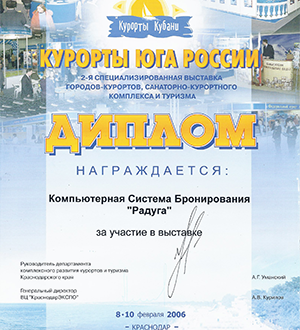 Курорты Кубани
КУРОРТЫ ЮГА РОССИИ
2-Я СПЕЦИАЛИЗИРОВАННАЯ ВЫСТАВКА
ГОРОДОВ-КУРОРТОВ, САНАТОРНО-КУРОРТНОГО
КОМПЛЕКСА И ТУРИЗМА
ДИПЛОМ
НАГРАЖДАЕТСЯ:
Компьютерная Система Бронирования
"Радуга"
за участие в выставке
Руководитель департамента
комплексного развития курортов и туризма
Краснодарского края
Генеральный директор
ВЦ "КраснодарЭКСПО"
8-10 февраля 2006
- КРАСНОДАР -